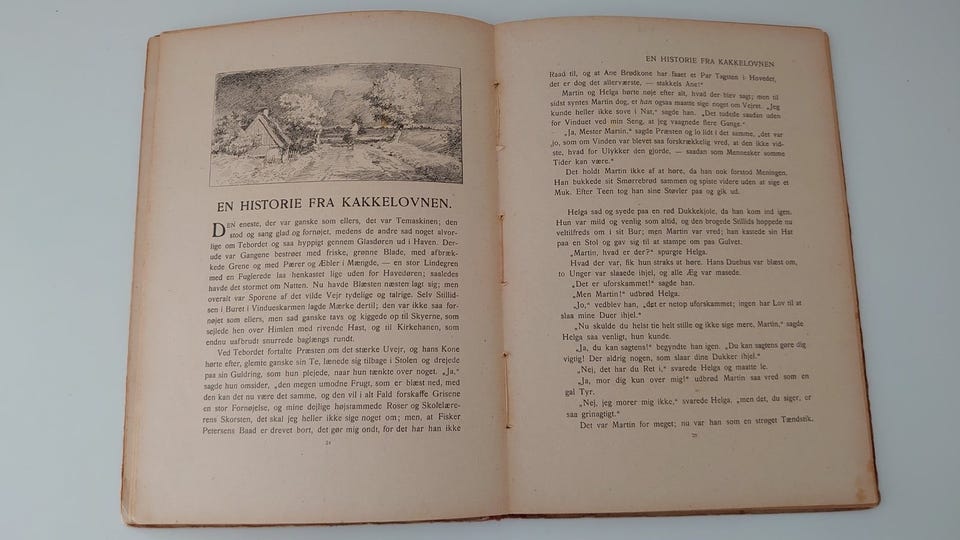 EN HISTORIE FRA KAKKELOVNEN.
DEN eneste, der var ganske som ellers, det var Temaskinen; den
stod og sang glad og fornøjet, medens de andre sad noget alvor-
lige om Tebordet og saa hyppigt gennem Glasdøren ud i Haven. Der-
ude var Gangene bestrøet med friske, grønne Blade, med afbræk-
kede Grene og med Pærer og Æbler i Mængde, — en stor Lindegren
med en Fuglerede laa henkastet lige uden for Havedøren; saaledes
havde det stormet om Natten. Nu havde Blæsten næsten lagt sig; men
overalt var Sporene af det vilde Vejr tydelige og talrige. Selv Stillid-
sen i Buret i Vindueskarmen lagde Mærke dertil; den var ikke saa for-
nøjet som ellers, men sad ganske tavs og kiggede op til Skyerne, som
sejlede hen over Himlen med rivende Hast, og til Kirkehanen, som
endnu uafbrudt snurrede baglængs rundt.
Ved Tebordet fortalte Præsten om det stærke Uvejr, og hans Kone
hørte efter, glemte ganske sin Te, lænede sig tilbage i Stolen og drejede
paa sin Guldring, som hun plejede, naar hun tænkte over noget. „Ja,"
sagde hun omsider, „den megen umodne Frugt, som er blæst ned, med
den kan det nu være det samme, og den vil i alt Fald forskaffe Grisene
en stor Fornøjelse, og mine dejlige højstammede Roser og Skolelære-
rens Skorsten, det skal jeg heller ikke sige noget om; men, at Fisker
Petersens Baad er drevet bort, det gør mig ondt, for det har han ikke
24
EN HISTORIE FRA KAKKELOVNEN
Raad til, og at Ane Brødkone har faaet et Par Tagsten i Hovedet,
det er dog det allerværste, — stakkels Ane!"
Martin og Helga hørte nøje efter alt, hvad der blev sagt; men til
sidst syntes Martin dog, et han ogsaa maatte sige noget om Vejret. „Jeg
kunde heller ikke sove i Nat," sagde han. „Det tudede saadan uden
for Vinduet ved min Seng, at jeg vaagnede flere Gange."
„Ja, Mester Martin," sagde Præsten og lo lidt i det samme, „det var
jo, som om Vinden var blevet saa forskrækkelig vred, at den ikke vid-
ste, hvad for Ulykker den gjorde, — saadan som Mennesker somme
Tider kan være."
Det holdt Martin ikke af at høre, da han nok forstod Meningen.
Han bukkede sit Smørrebrød sammen og spiste videre uden at sige et
Muk. Efter Teen tog han sine Støvler paa og gik ud.
Helga sad og syede paa en rød Dukkekjole, da han kom ind igen.
Hun var mild og venlig som altid, og den brogede Stillids hoppede nu
veltilfreds om i sit Bur; men Martin var vred; han kastede sin Hat
paa en Stol og gav sig til at stampe om paa Gulvet.
„Martin, hvad er der?" spurgte Helga.
Hvad der var, fik hun straks at høre. Hans Duehus var blæst om,
to Unger var slaaede ihjel, og alle Æg var masede.
„Det er uforskammet!" sagde han.
„Men Martin!" udbrød Helga.
„Jo," vedblev han, „det er netop uforskammet; ingen har Lov til at
slaa mine Duer ihjel."
„Nu skulde du helst tie helt stille og ikke sige mere, Martin," sagde
Helga saa venligt, hun kunde.
„Ja, du kan sagtens!" begyndte han igen. „Du kan sagtens gøre dig
vigtig! Der aldrig nogen, som slaar dine Dukker ihjel."
„Nej, det har du Ret i," svarede Helga og maatte le.
„Ja, mor dig kun over mig!" udbrød Martin saa vred som en
gal Tyr.
„Nej, jeg morer mig ikke," svarede Helga, „men det, du siger, er
saa grinagtigt."
Det var Martin for meget; nu var han som en strøget Tændstik.
25